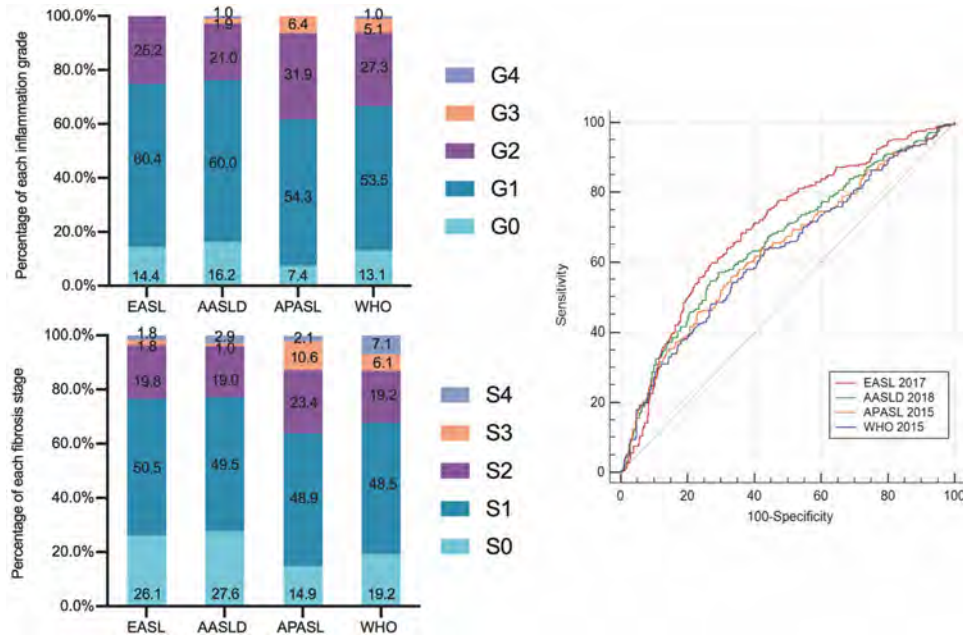 Percentage of each inflammation grade
100.0%
80.0%
60.0%
40.0%
20.0%
0.0%
1.0 1.0
1.9 6.4 5.1
25.2 21.0 31.9 27.3
60.4 60.0 54.3 53.5
14.4 16.2 7.4 13.1
EASL AASLD APASL WHO
G4
G3
G2
G1
G0
Percentage of each fibrosis stage
100.0%
80.0%
60.0%
40.0%
20.0%
0.0%
1.8 2.9 2.1 7.1
1.8 1.0 10.6 6.1
19.8 19.0 23.4 19.2
50.5 49.5 48.9 48.5
26.1 27.6 14.9 19.2
EASL AASLD APASL WHO
S4
S3
S2
S1
S0
Sensitivity
100
80
60
40
20
0
EASL 2017
AASLD 2018
APASL 2015
WHO 2015
0 20 40 60 80 100
100-Specificity